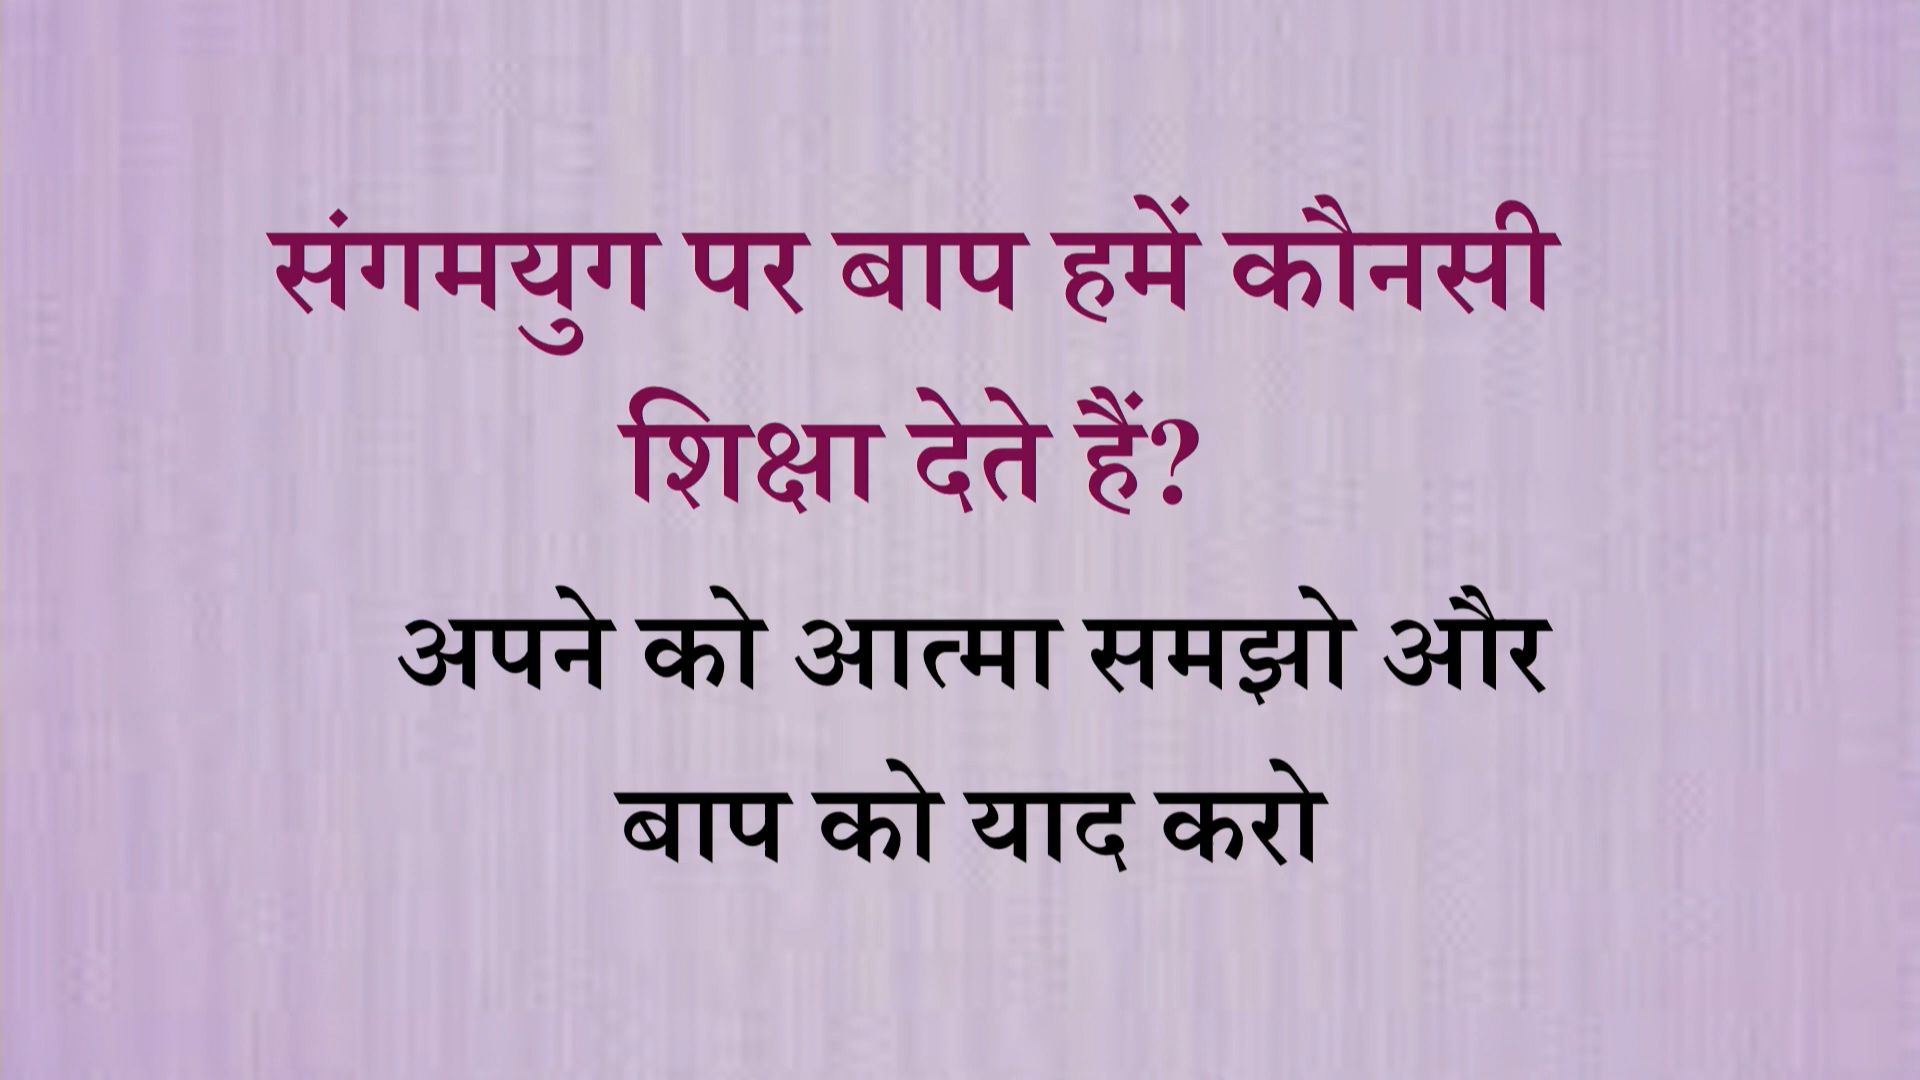 संगमयुग पर बाप हमें कौनसी
शिक्षा देते हैं?
अपने को आत्मा समझो और
बाप को याद करो